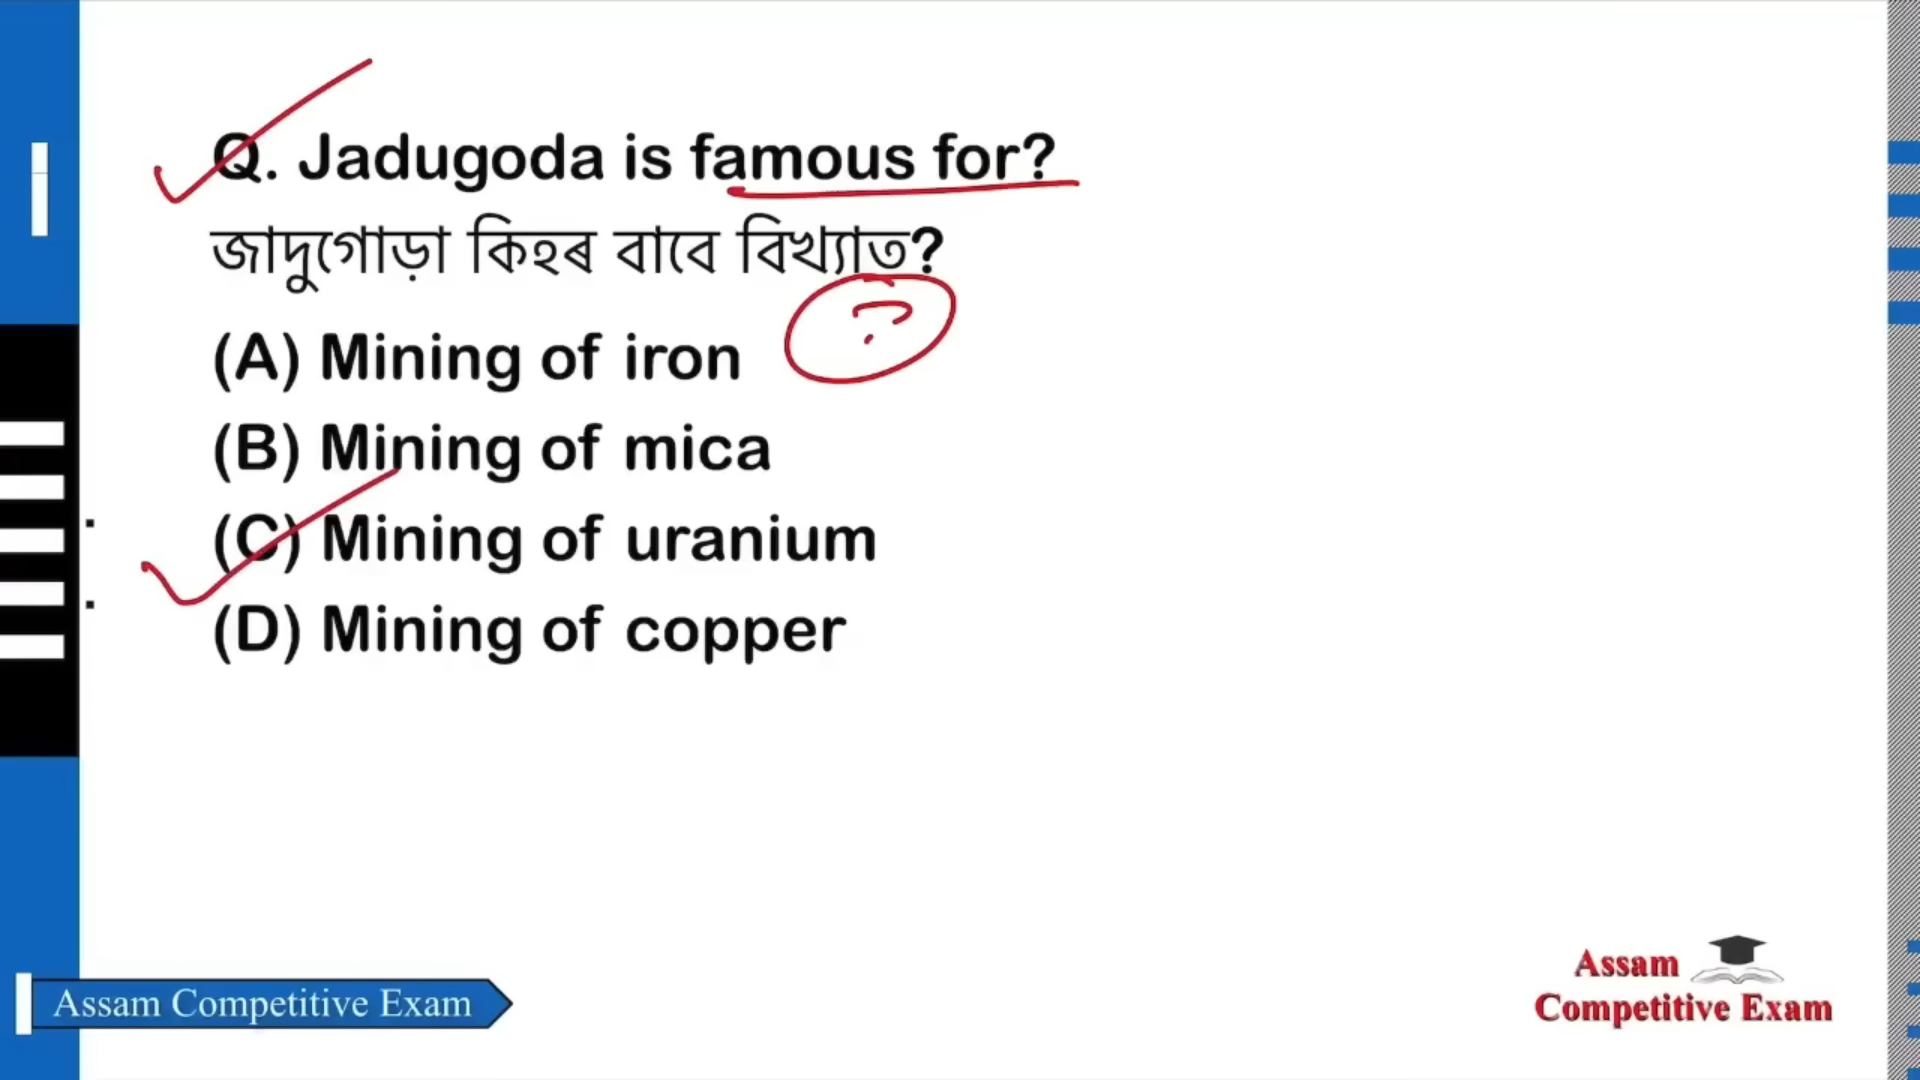 Q. Jadugoda is famous for?
জাদুগোড়া কিহৰ বাবে বিখ্যাত?
?
(A) Mining of iron
(B) Mining of mica
(C) Mining of uranium
(D) Mining of copper
Assam Competitive Exam
Assam
Competitive Exam